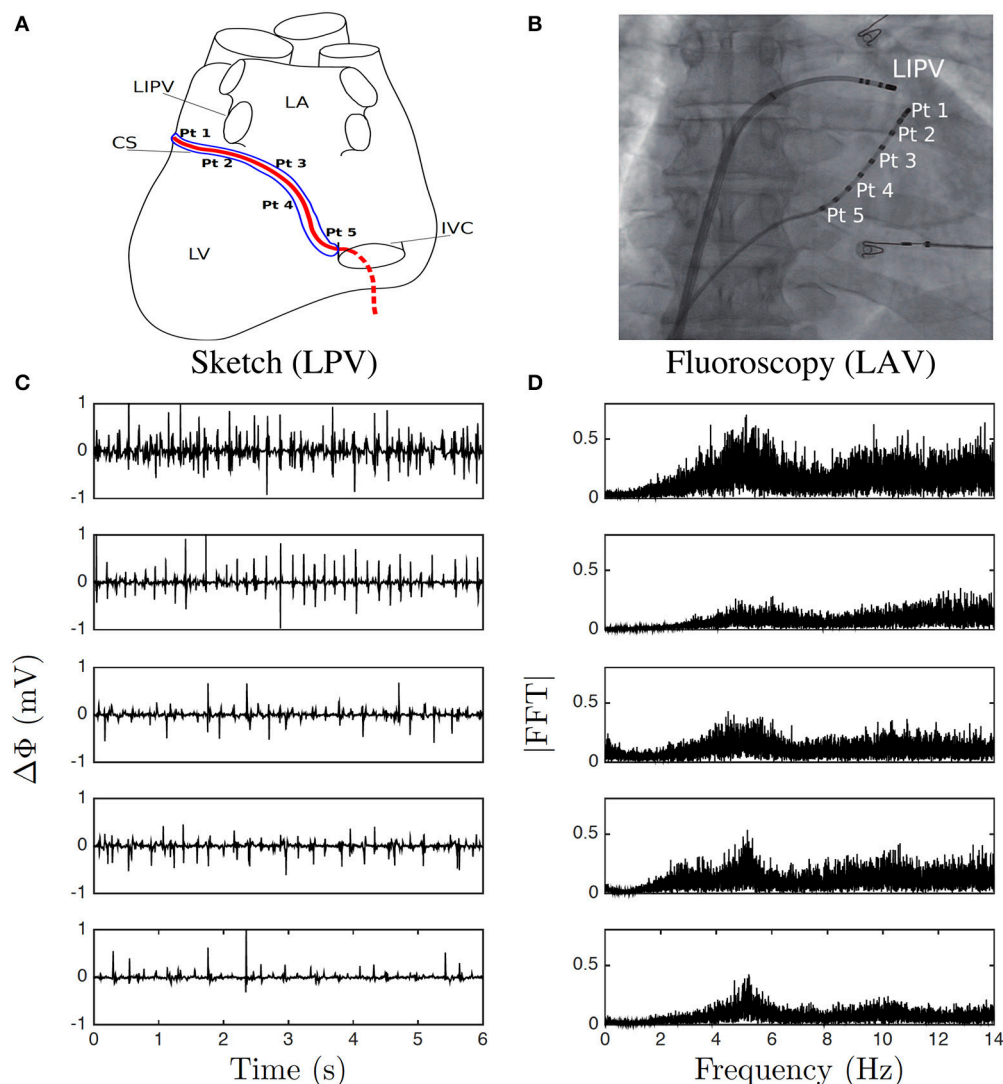 A
LIPV
LA
Pt 1
CS
Pt 2
Pt 3
Pt 4
Pt 5
IVC
LV
Sketch (LPV)
B
LIPV
Pt 1
Pt 2
Pt 3
Pt 4
Pt 5
Fluoroscopy (LAV)
C
ΔΦ (mV)
1
0
-1
1
0
-1
1
0
-1
1
0
-1
1
0
-1
0 1 2 3 4 5 6
Time (s)
D
|FFT|
0.5
0
0.5
0
0.5
0
0.5
0
0.5
0
0 2 4 6 8 10 12 14
Frequency (Hz)